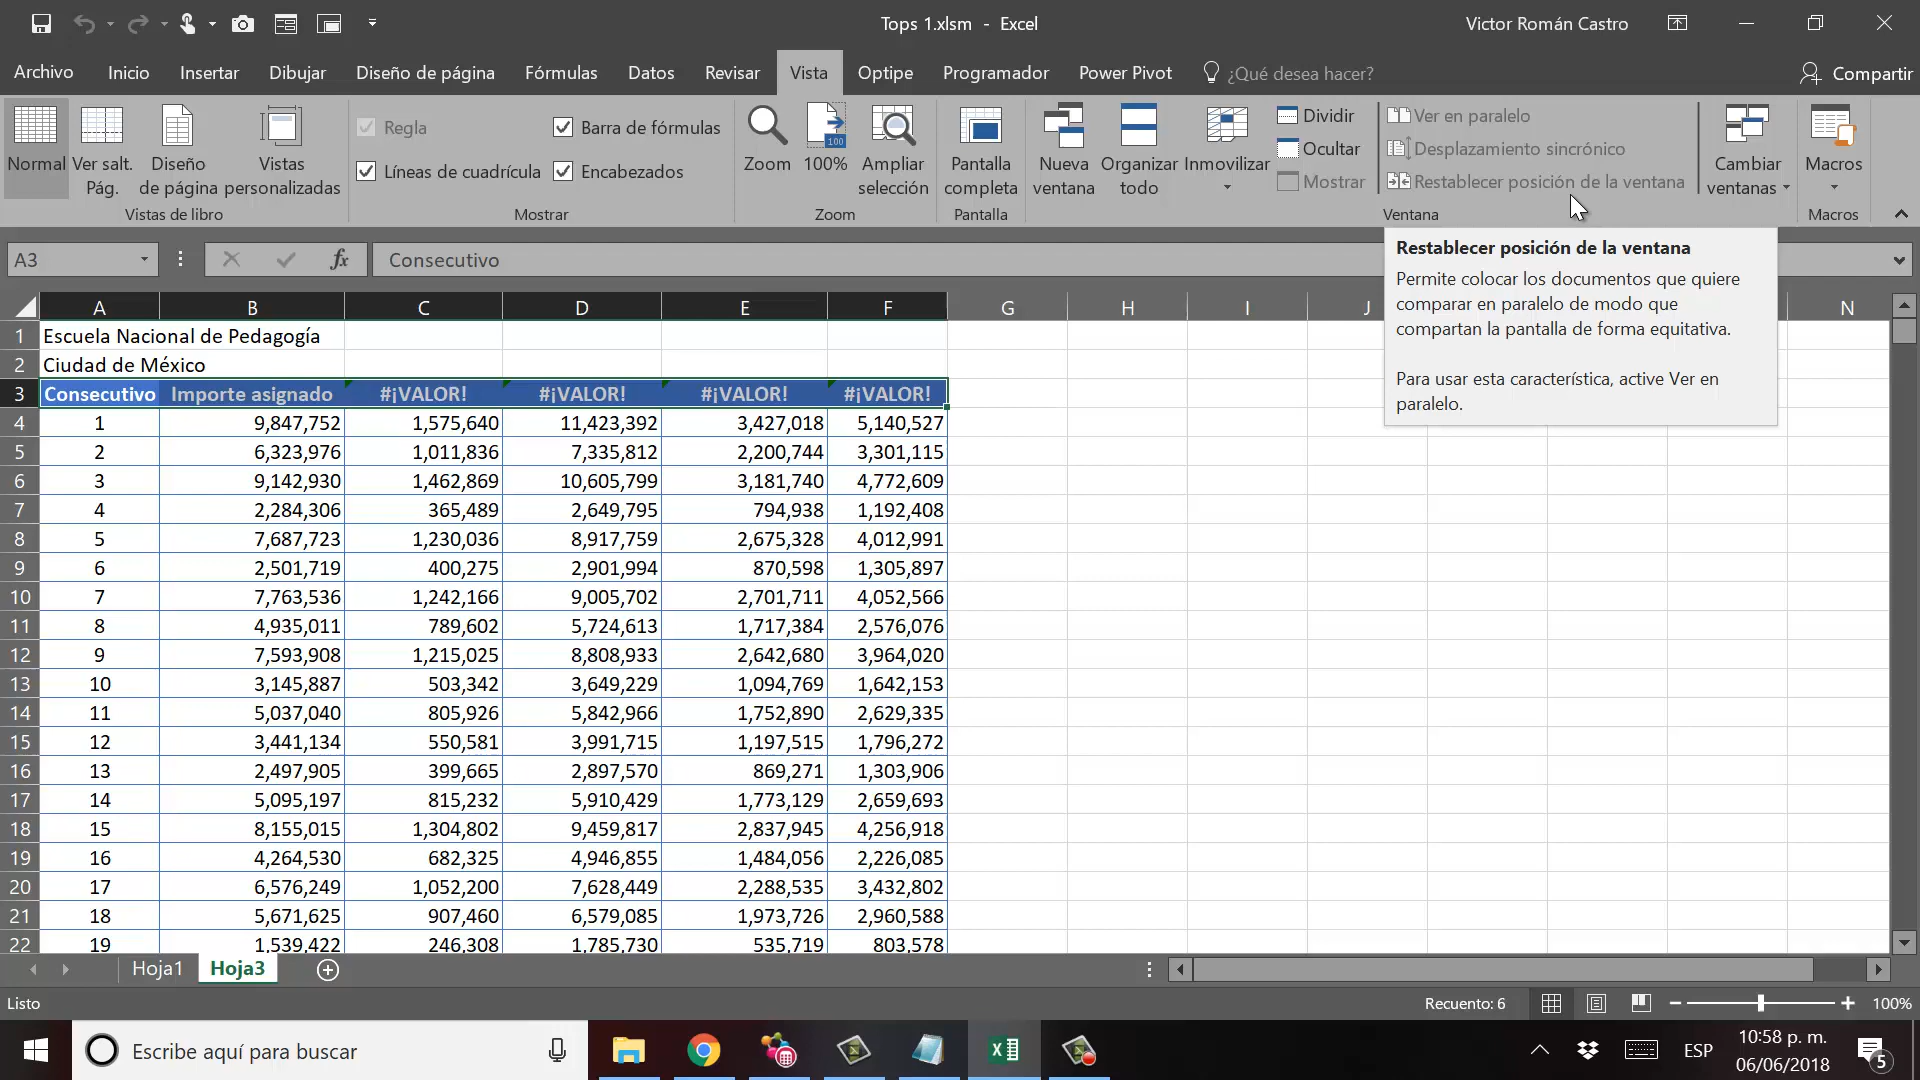 Tops 1.xlsm - Excel
Victor Román Castro
Archivo Inicio Insertar Dibujar Diseño de página Fórmulas Datos Revisar Vista Optipe Programador Power Pivot ¿Qué desea hacer? Compartir
Normal
Ver salt. Pág.
Diseño de página
Vistas personalizadas
Vistas de libro
Regla
Barra de fórmulas
Líneas de cuadrícula
Encabezados
Mostrar
Zoom
100
100%
Ampliar selección
Zoom
Pantalla completa
Pantalla
Nueva ventana
Organizar todo
Inmovilizar
Dividir
Ocultar
Mostrar
Ver en paralelo
Desplazamiento sincrónico
Restablecer posición de la ventana
Cambiar ventanas
Ventana
Macros
Macros
A3
fx
Consecutivo
Restablecer posición de la ventana
Permite colocar los documentos que quiere
comparar en paralelo de modo que
compartan la pantalla de forma equitativa.
Para usar esta característica, active Ver en
paralelo.
A B C D E F G H I J N
1 Escuela Nacional de Pedagogía
2 Ciudad de México
3 Consecutivo Importe asignado #¡VALOR! #¡VALOR! #¡VALOR! #¡VALOR!
4 1 9,847,752 1,575,640 11,423,392 3,427,018 5,140,527
5 2 6,323,976 1,011,836 7,335,812 2,200,744 3,301,115
6 3 9,142,930 1,462,869 10,605,799 3,181,740 4,772,609
7 4 2,284,306 365,489 2,649,795 794,938 1,192,408
8 5 7,687,723 1,230,036 8,917,759 2,675,328 4,012,991
9 6 2,501,719 400,275 2,901,994 870,598 1,305,897
10 7 7,763,536 1,242,166 9,005,702 2,701,711 4,052,566
11 8 4,935,011 789,602 5,724,613 1,717,384 2,576,076
12 9 7,593,908 1,215,025 8,808,933 2,642,680 3,964,020
13 10 3,145,887 503,342 3,649,229 1,094,769 1,642,153
14 11 5,037,040 805,926 5,842,966 1,752,890 2,629,335
15 12 3,441,134 550,581 3,991,715 1,197,515 1,796,272
16 13 2,497,905 399,665 2,897,570 869,271 1,303,906
17 14 5,095,197 815,232 5,910,429 1,773,129 2,659,693
18 15 8,155,015 1,304,802 9,459,817 2,837,945 4,256,918
19 16 4,264,530 682,325 4,946,855 1,484,056 2,226,085
20 17 6,576,249 1,052,200 7,628,449 2,288,535 3,432,802
21 18 5,671,625 907,460 6,579,085 1,973,726 2,960,588
22 19 1,539,422 246,308 1,785,730 535,719 803,578
Hoja1 Hoja3
Listo
Recuento: 6
100%
Escribe aquí para buscar
ESP
10:58 p. m.
06/06/2018
5